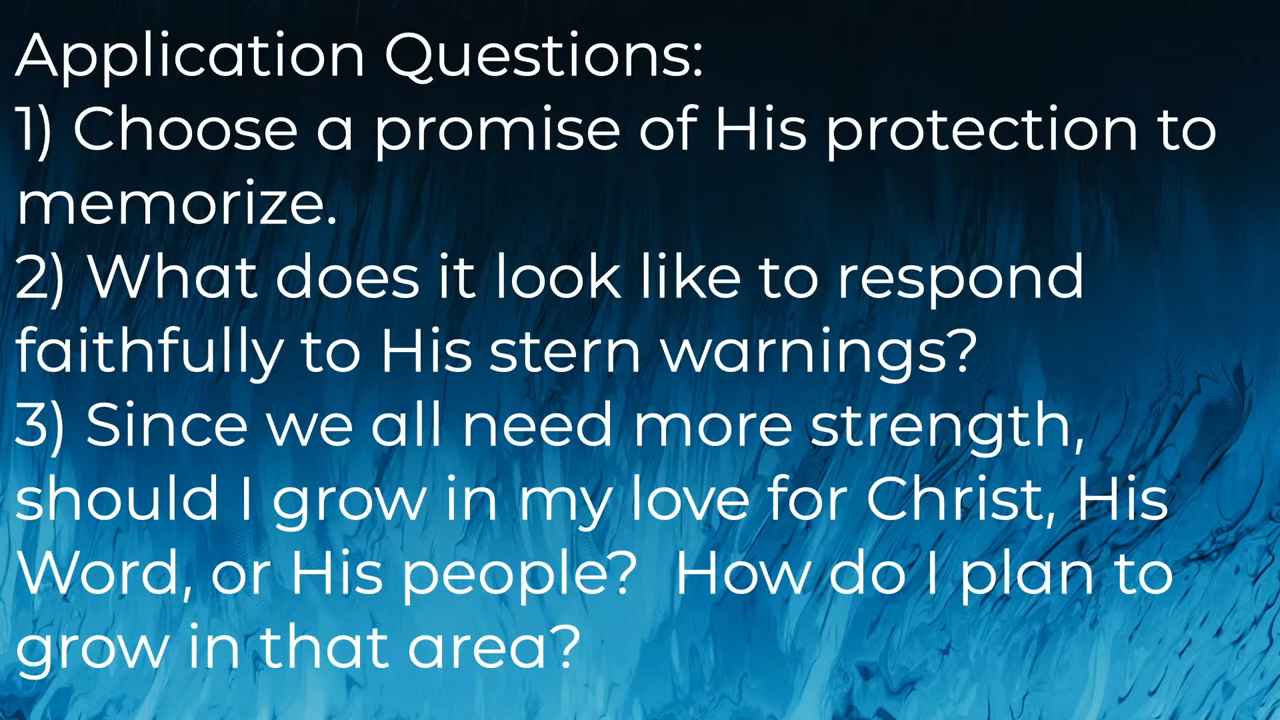 Application Questions:
1) Choose a promise of His protection to
memorize.
2) What does it look like to respond
faithfully to His stern warnings?
3) Since we all need more strength,
should I grow in my love for Christ, His
Word, or His people?  How do I plan to
grow in that area?